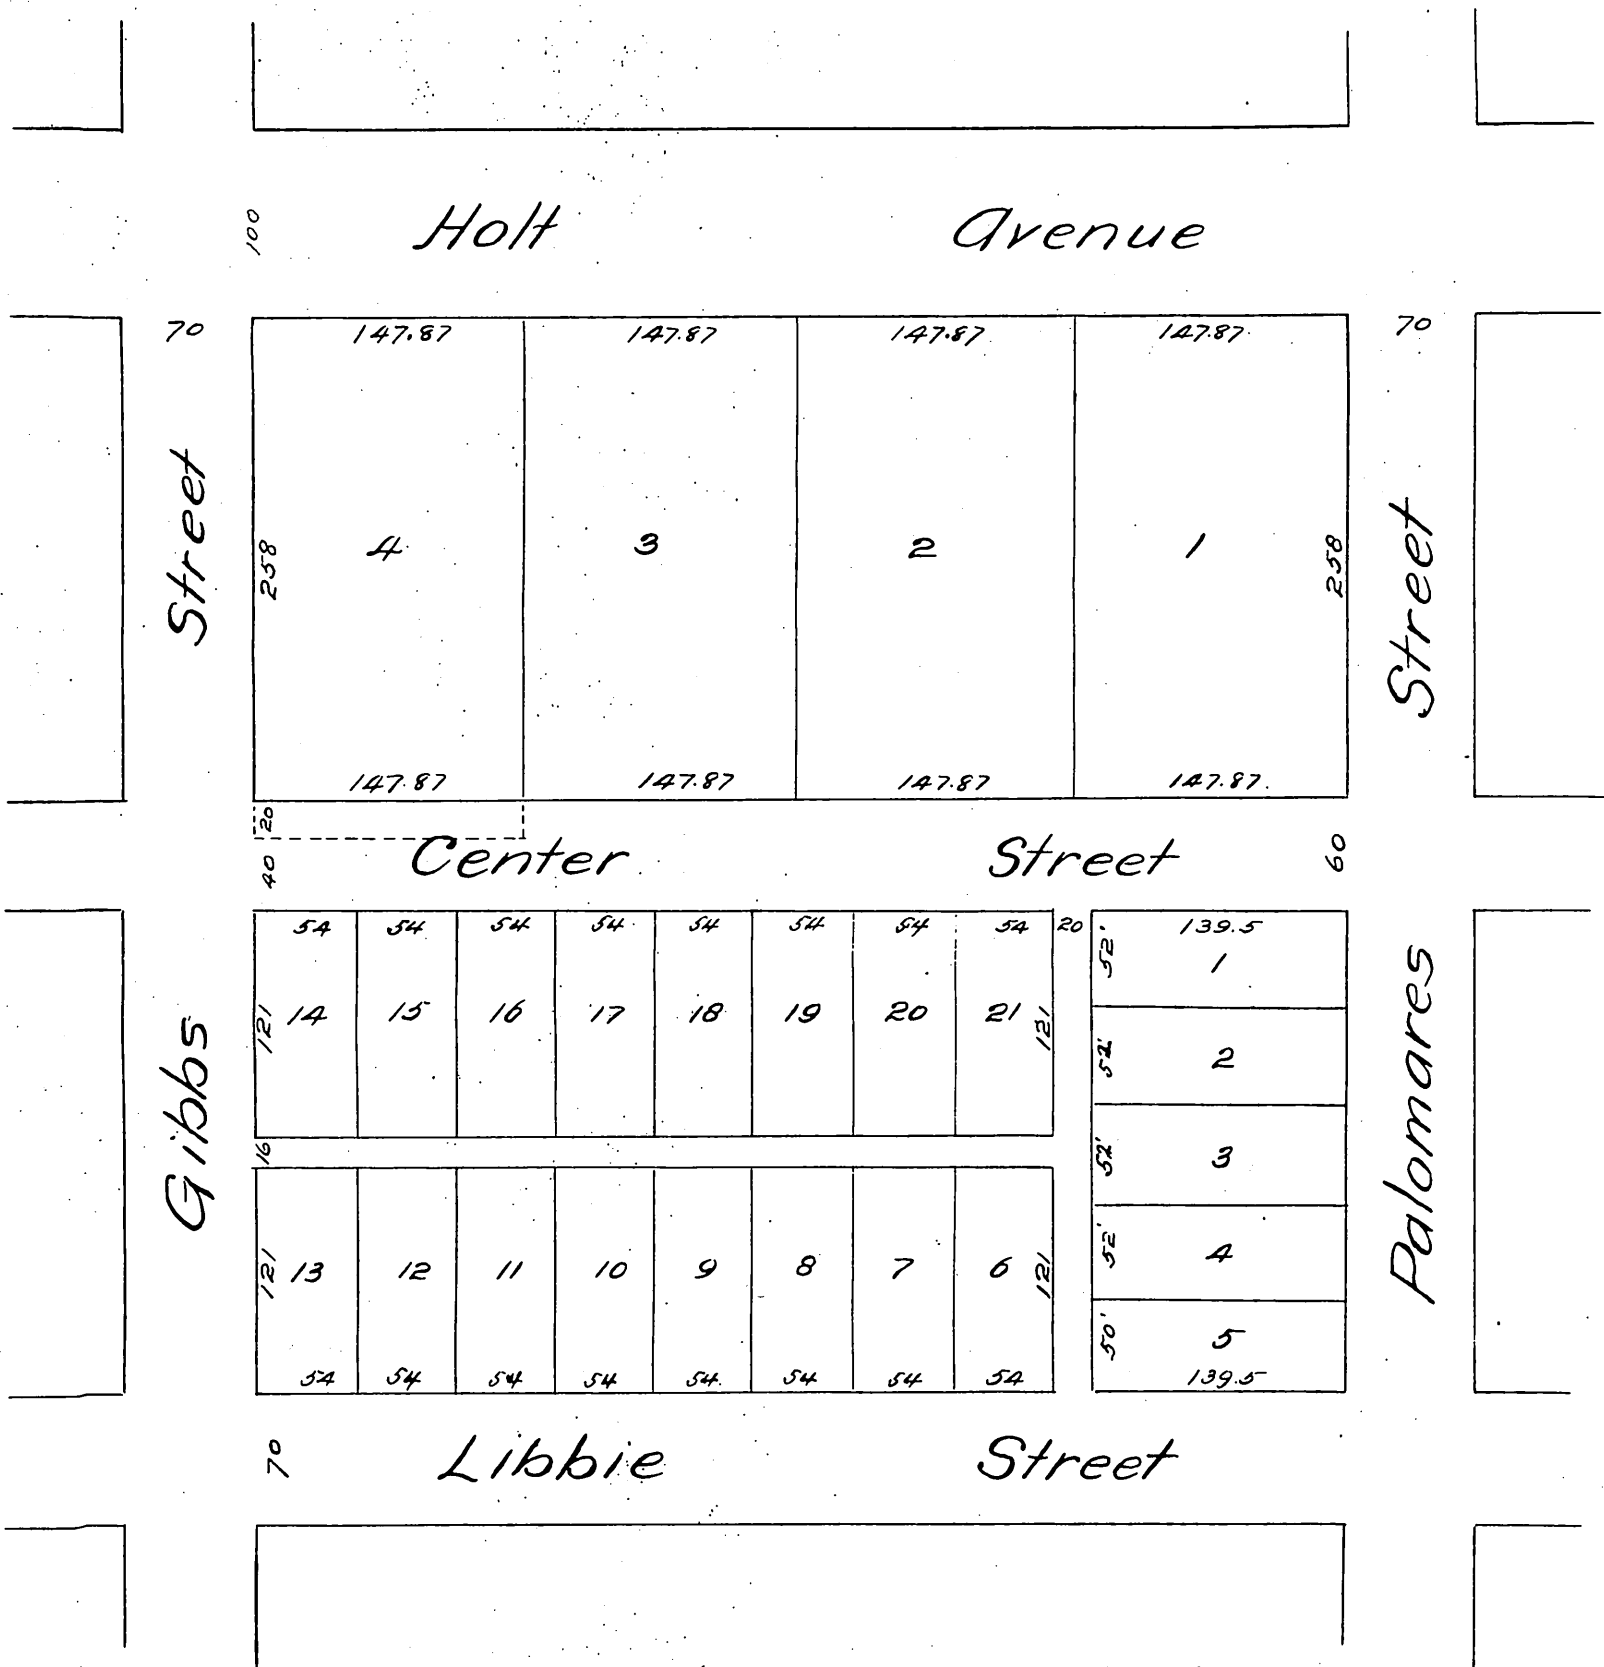 100
Holt Avenue
70
147.87 147.87 147.87 147.87
70
Street
258
4 3 2 1
258
Street
147.87 147.87 147.87 147.87
20
40
Center Street
60
54 54 54 54 54 54 54 54
20
139.5
52' 1
121 14 15 16 17 18 19 20 21 121
52' 2
Gibbs
Palomares
16
52' 3
52' 4
121 13 12 11 10 9 8 7 6 121
50' 5
54 54 54 54 54 54 54 54
139.5
70
Libbie Street